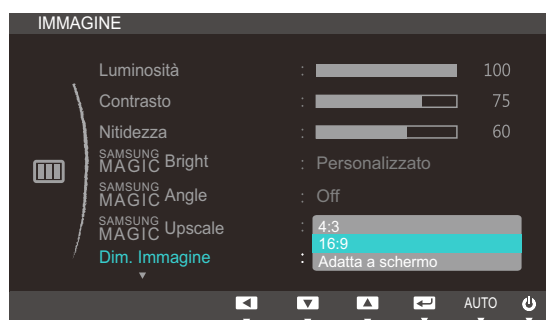 IMMAGINE
Luminosità : 100
Contrasto : 75
Nitidezza : 60
SAMSUNG MAGIC Bright : Personalizzato
SAMSUNG MAGIC Angle : Off
SAMSUNG MAGIC Upscale : 4:3
16:9
Dim. Immagine : Adatta a schermo
AUTO